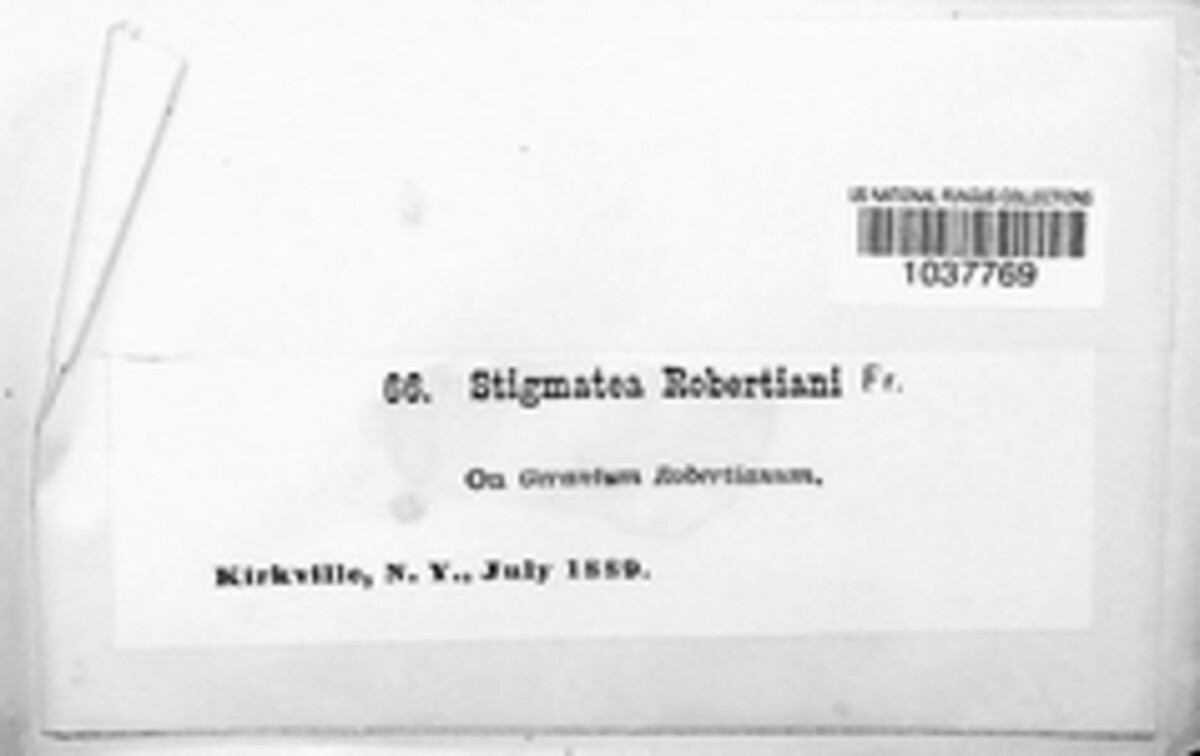 US NATIONAL FUNGUS COLLECTIONS
1037769
66. Stigmatea Robertiani Fr.
On Geranium Robertianum.
Kirkville, N. Y., July 1889.